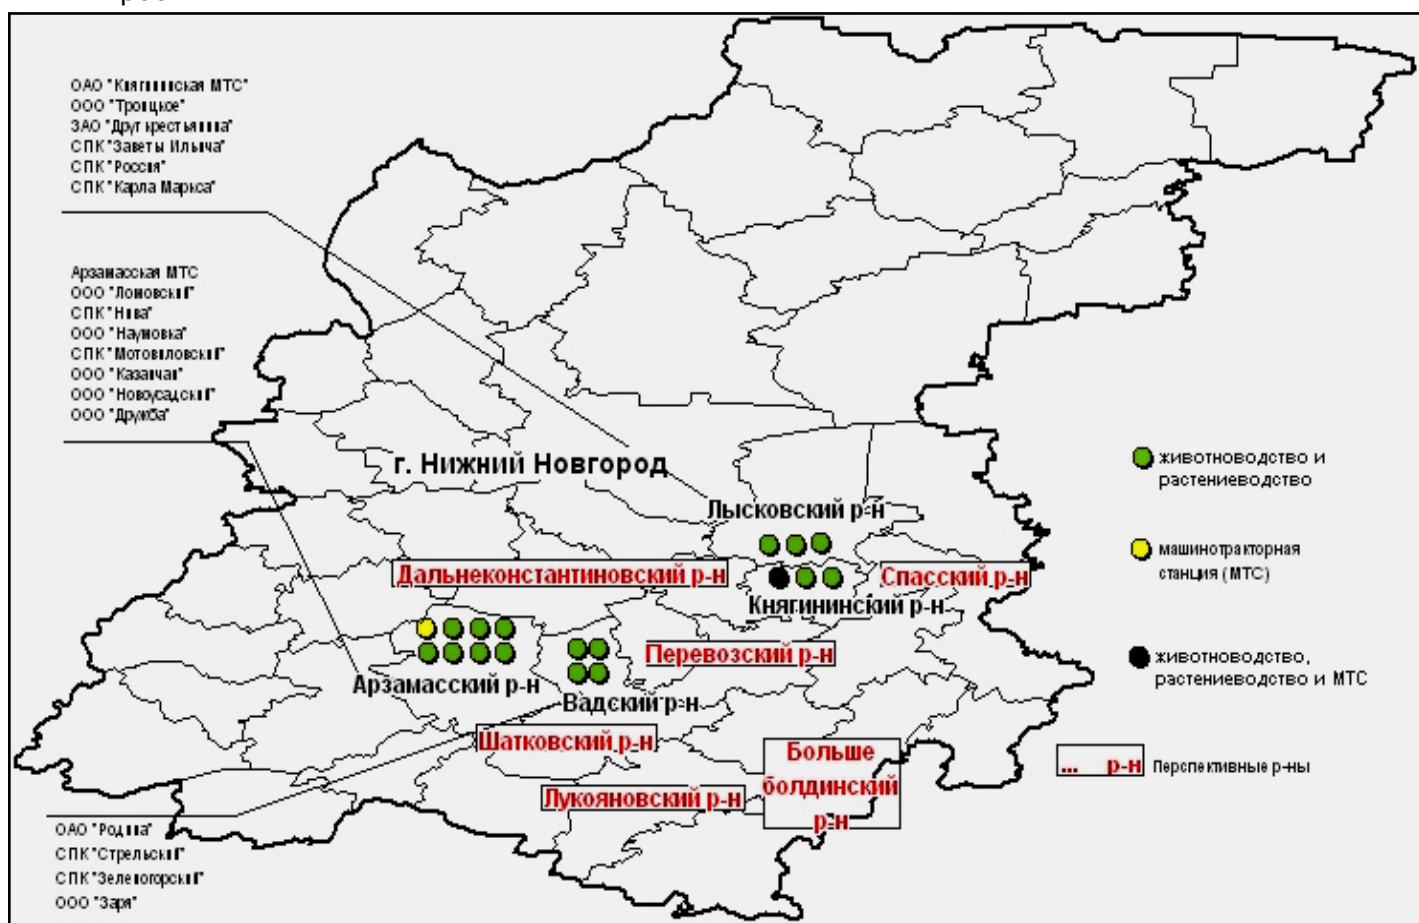 ОАО "Княгининская МТС"
ООО "Троицкое"
ЗАО "Друг крестьянина"
СПК "Заветы Ильича"
СПК "Россия"
СПК "Карла Маркса"
Арзамасская МТС
ООО "Ломовский"
СПК "Нива"
ООО "Наумовка"
СПК "Мотовиловский"
ООО "Казанчая"
ООО "Новоусадский"
ООО "Дружба"
г. Нижний Новгород
Лысковский р-н
Дальнеконстантиновский р-н
Спасский р-н
Княгининский р-н
Перевозский р-н
Арзамасский р-н
Вадский р-н
Шатковский р-н
Больше
болдинский
р-н
Лукояновский р-н
животноводство и
растениеводство
машинотракторная
станция (МТС)
животноводство,
растениеводство и МТС
... р-н Перспективные р-ны
ОАО "Родина"
СПК "Стрельский"
СПК "Зеленогорский"
ООО "Заря"